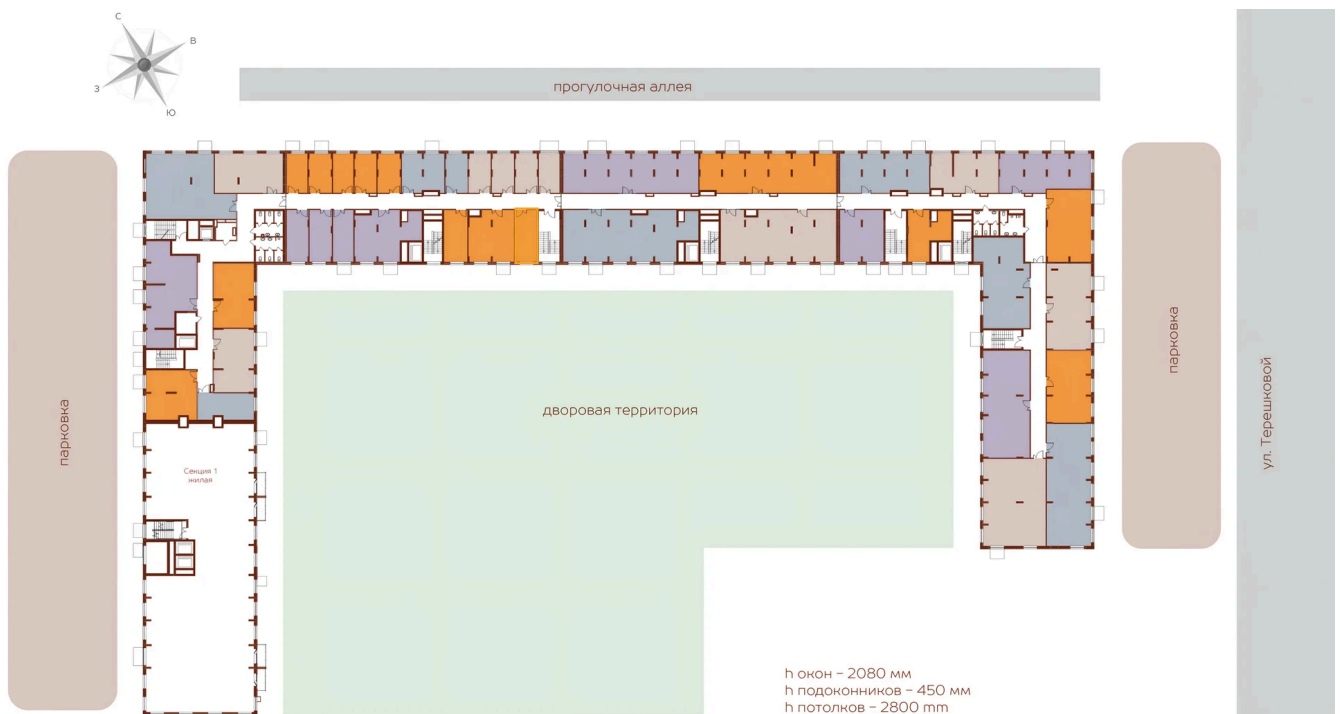 С
В
З
Ю
прогулочная аллея
парковка
парковка
ул. Терешковой
дворовая территория
Секция 1
жилая
h окон – 2080 мм
h подоконников – 450 мм
h потолков – 2800 mm